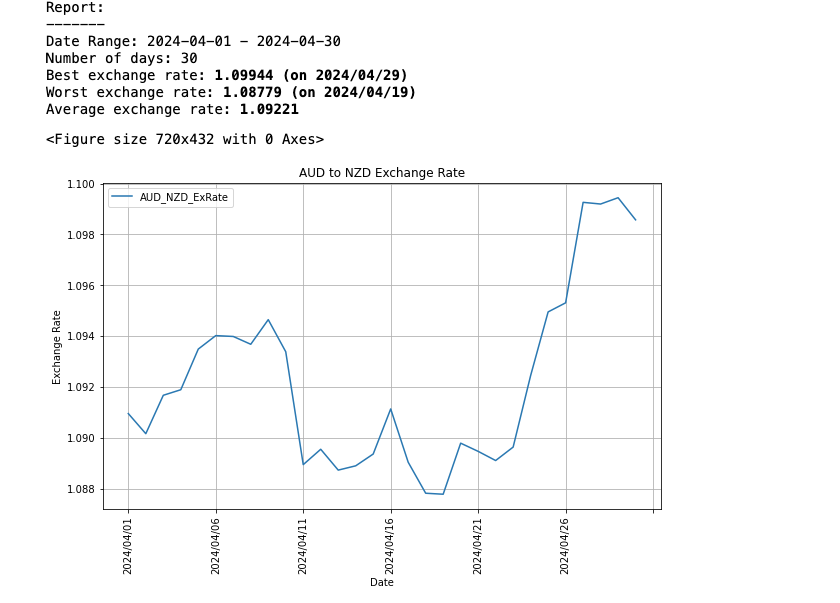 Report:
-------
Date Range: 2024-04-01 - 2024-04-30
Number of days: 30
Best exchange rate: 1.09944 (on 2024/04/29)
Worst exchange rate: 1.08779 (on 2024/04/19)
Average exchange rate: 1.09221
<Figure size 720x432 with 0 Axes>
AUD to NZD Exchange Rate
AUD_NZD_ExRate
Exchange Rate
1.100
1.098
1.096
1.094
1.092
1.090
1.088
2024/04/01
2024/04/06
2024/04/11
2024/04/16
2024/04/21
2024/04/26
Date